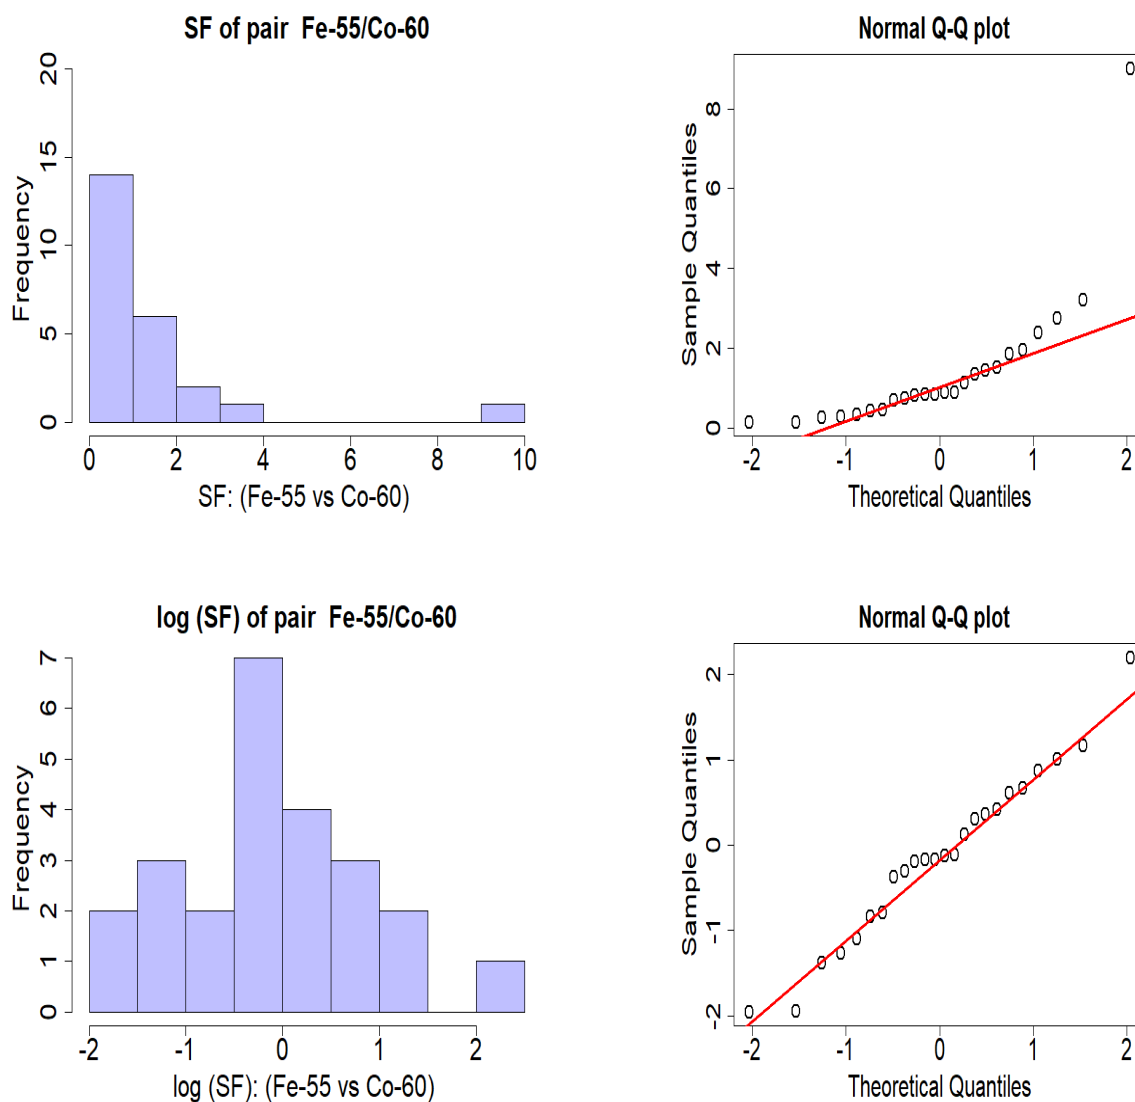 SF of pair  Fe-55/Co-60
Frequency
20
15
10
5
0
0 2 4 6 8 10
SF: (Fe-55 vs Co-60)
Normal Q-Q plot
Sample Quantiles
8
6
4
2
0
-2 -1 0 1 2
Theoretical Quantiles
log (SF) of pair  Fe-55/Co-60
Frequency
7
6
5
4
3
2
1
0
-2 -1 0 1 2
log (SF): (Fe-55 vs Co-60)
Normal Q-Q plot
Sample Quantiles
2
1
0
-1
-2
-2 -1 0 1 2
Theoretical Quantiles